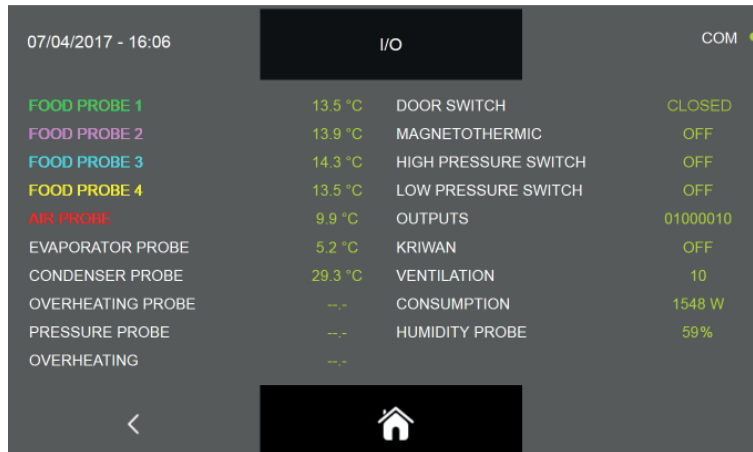 07/04/2017 - 16:06 I/O COM
FOOD PROBE 1 13.5 °C DOOR SWITCH CLOSED
FOOD PROBE 2 13.9 °C MAGNETOTHERMIC OFF
FOOD PROBE 3 14.3 °C HIGH PRESSURE SWITCH OFF
FOOD PROBE 4 13.5 °C LOW PRESSURE SWITCH OFF
AIR PROBE 9.9 °C OUTPUTS 01000010
EVAPORATOR PROBE 5.2 °C KRIWAN OFF
CONDENSER PROBE 29.3 °C VENTILATION 10
OVERHEATING PROBE --.- CONSUMPTION 1548 W
PRESSURE PROBE --.- HUMIDITY PROBE 59%
OVERHEATING --.-